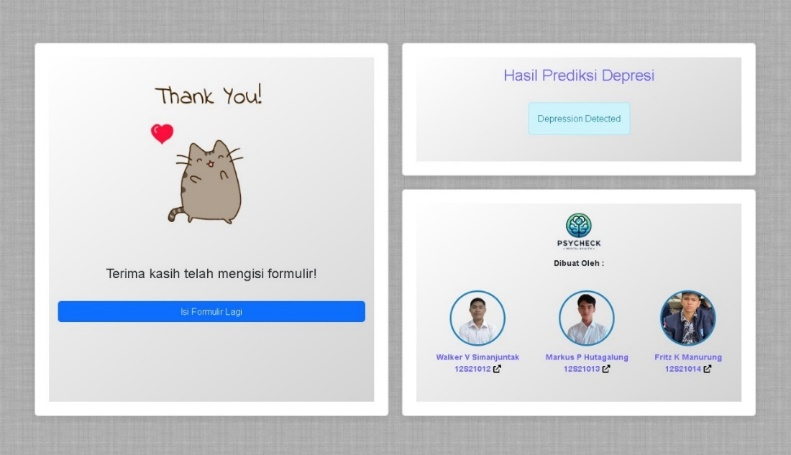 Thank You!
Terima kasih telah mengisi formulir!
Isi Formulir Lagi
Hasil Prediksi Depresi
Depression Detected
PSYCHECK
Dibuat Oleh :
Walker V Simanjuntak
12S21012
Markus P Hutagalung
12S21013
Fritz K Manurung
12S21014